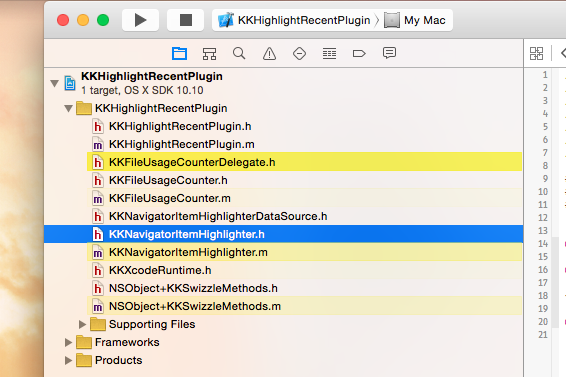 KKHighlightRecentPlugin
My Mac
KKHighlightRecentPlugin
1 target, OS X SDK 10.10
KKHighlightRecentPlugin
h KKHighlightRecentPlugin.h
m KKHighlightRecentPlugin.m
h KKFileUsageCounterDelegate.h
h KKFileUsageCounter.h
m KKFileUsageCounter.m
h KKNavigatorItemHighlighterDataSource.h
h KKNavigatorItemHighlighter.h
m KKNavigatorItemHighlighter.m
h KKXcodeRuntime.h
h NSObject+KKSwizzleMethods.h
m NSObject+KKSwizzleMethods.m
Supporting Files
Frameworks
Products
1
2
3
4
5
6
7
8
9
10
11
12
13
14
15
16
17
18
19
20
21